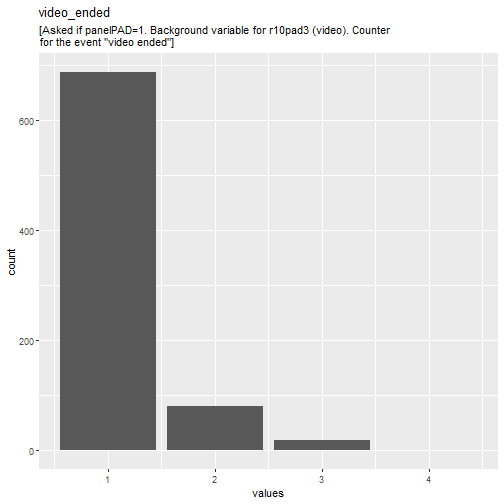 video_ended
[Asked if panelPAD=1. Background variable for r10pad3 (video). Counter
for the event "video ended"]
600
400
200
0
count
1 2 3 4
values